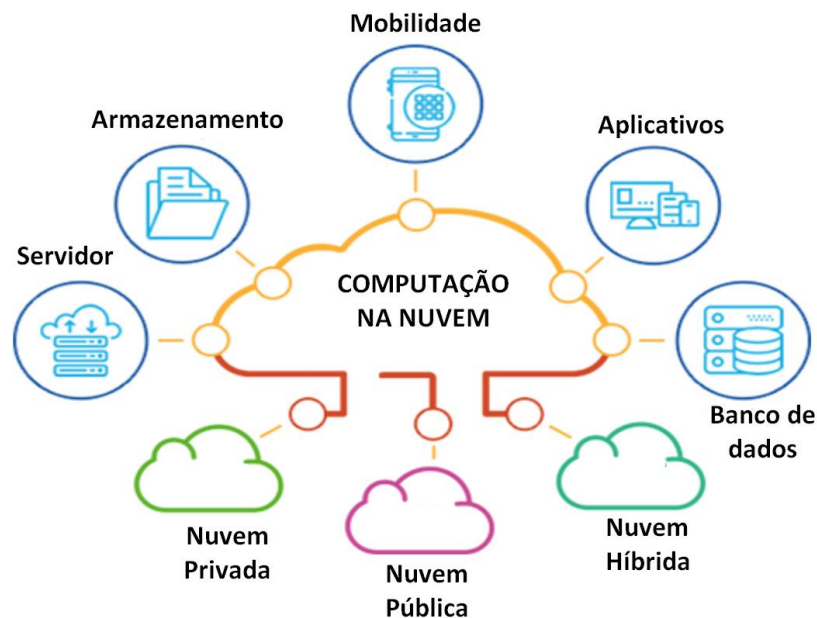 Mobilidade
Armazenamento
Aplicativos
Servidor
COMPUTAÇÃO
NA NUVEM
Banco de
dados
Nuvem
Privada
Nuvem
Pública
Nuvem
Híbrida